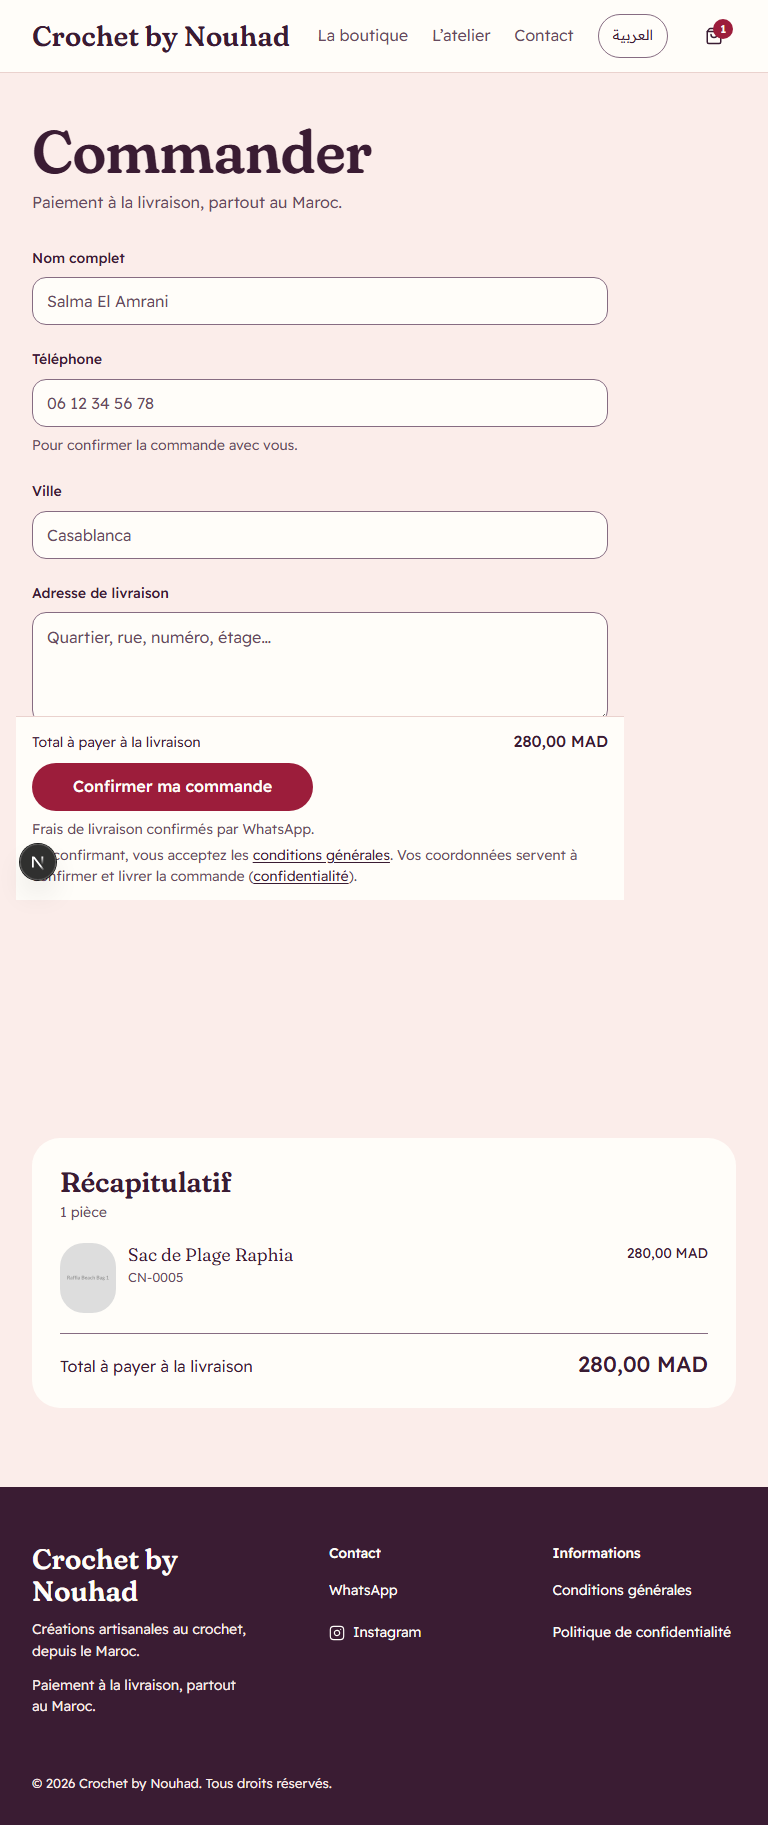 Crochet by Nouhad
La boutique
L’atelier
Contact
العربية
1
Commander
Paiement à la livraison, partout au Maroc.
Nom complet
Salma El Amrani
Téléphone
06 12 34 56 78
Pour confirmer la commande avec vous.
Ville
Casablanca
Adresse de livraison
Quartier, rue, numéro, étage…
Total à payer à la livraison
280,00 MAD
Confirmer ma commande
Frais de livraison confirmés par WhatsApp.
confirmant, vous acceptez les conditions générales. Vos coordonnées servent à
N
confirmer et livrer la commande (confidentialité).
Récapitulatif
1 pièce
Raffia Beach Bag 1
Sac de Plage Raphia
280,00 MAD
CN-0005
Total à payer à la livraison
280,00 MAD
Crochet by
Nouhad
Créations artisanales au crochet,
depuis le Maroc.
Paiement à la livraison, partout
au Maroc.
Contact
WhatsApp
Instagram
Informations
Conditions générales
Politique de confidentialité
© 2026 Crochet by Nouhad. Tous droits réservés.